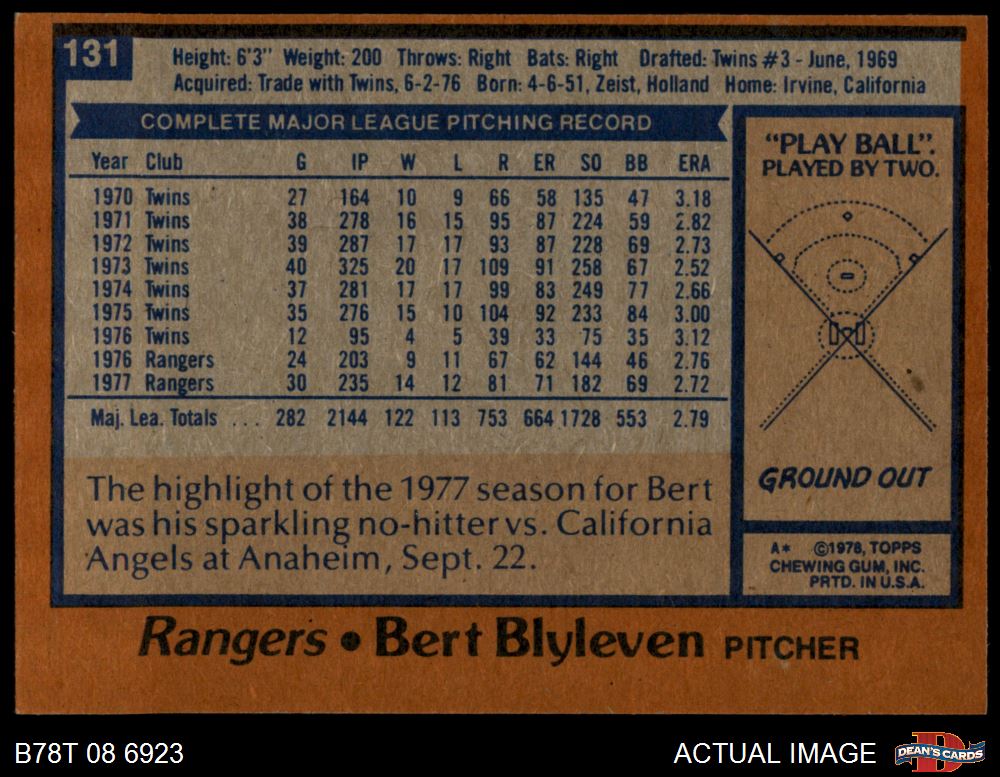 131
Height: 6'3" Weight: 200 Throws: Right Bats: Right Drafted: Twins #3 - June, 1969
Acquired: Trade with Twins, 6-2-76 Born: 4-6-51, Zeist, Holland Home: Irvine, California
COMPLETE MAJOR LEAGUE PITCHING RECORD
Year Club G IP W L R ER SO BB ERA
1970 Twins 27 164 10 9 66 58 135 47 3.18
1971 Twins 38 278 16 15 95 87 224 59 2.82
1972 Twins 39 287 17 17 93 87 228 69 2.73
1973 Twins 40 325 20 17 109 91 258 67 2.52
1974 Twins 37 281 17 17 99 83 249 77 2.66
1975 Twins 35 276 15 10 104 92 233 84 3.00
1976 Twins 12 95 4 5 39 33 75 35 3.12
1976 Rangers 24 203 9 11 67 62 144 46 2.76
1977 Rangers 30 235 14 12 81 71 182 69 2.72
Maj. Lea. Totals ... 282 2144 122 113 753 664 1728 553 2.79
The highlight of the 1977 season for Bert
was his sparkling no-hitter vs. California
Angels at Anaheim, Sept. 22.
"PLAY BALL".
PLAYED BY TWO.
GROUND OUT
A* ©1978, TOPPS
CHEWING GUM, INC.
PRTD. IN U.S.A.
Rangers • Bert Blyleven PITCHER
B78T 08 6923
ACTUAL IMAGE
DEAN'S CARDS